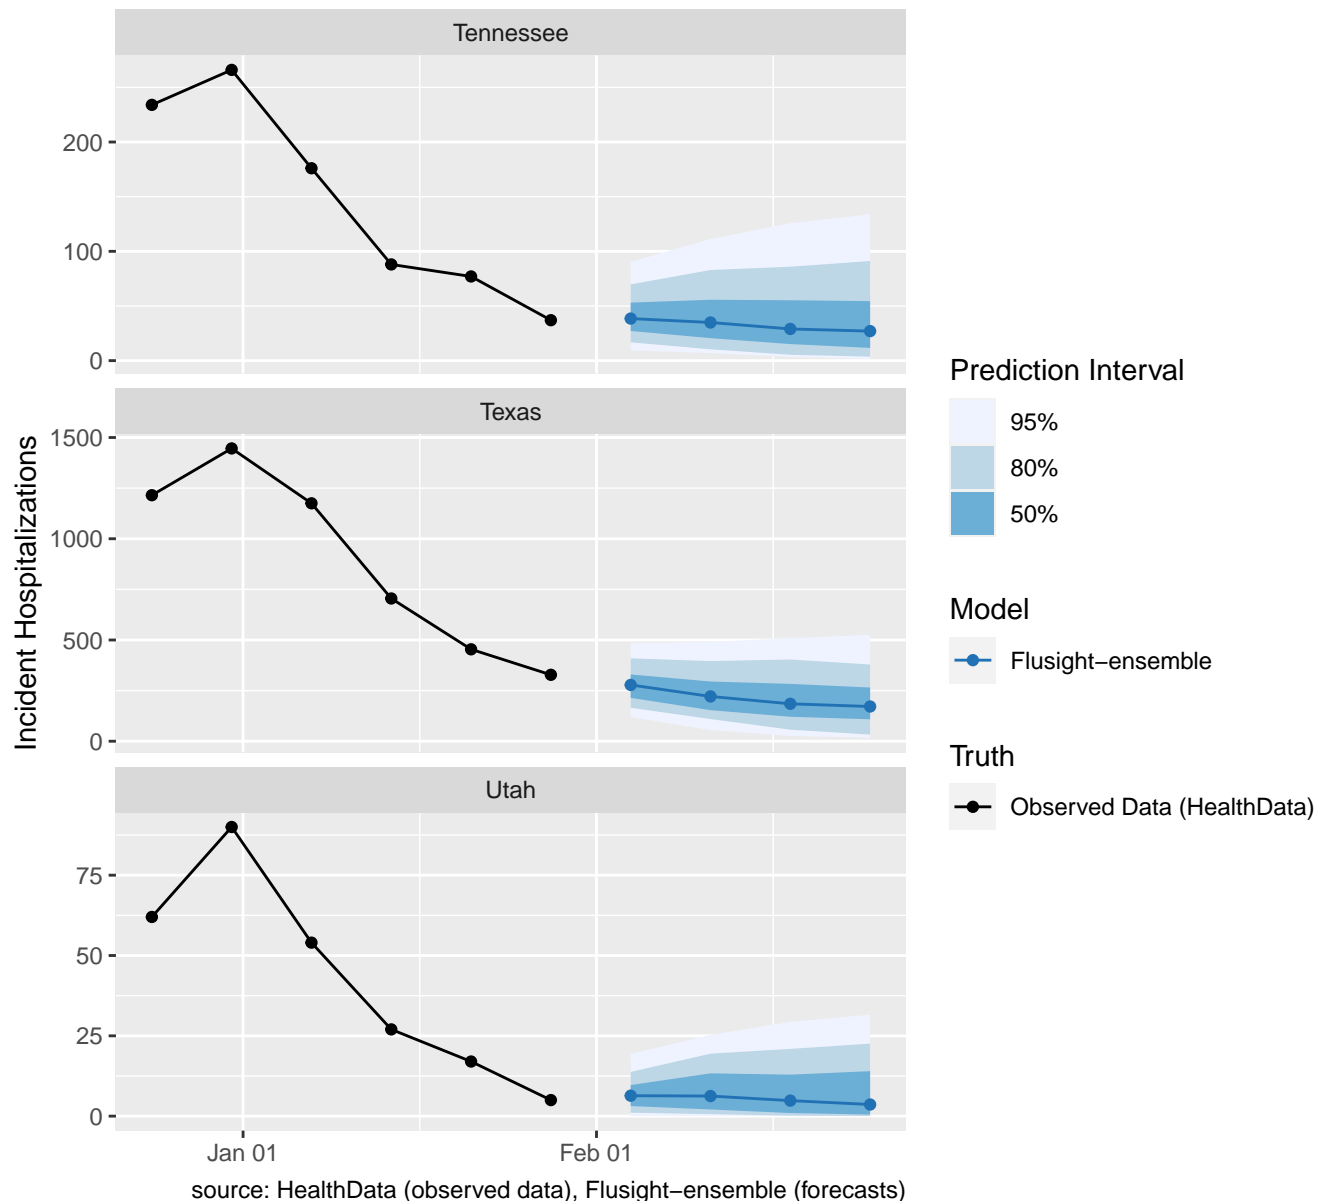 Tennessee
200
100
0
Texas
1500
1000
500
0
Utah
75
50
25
0
Incident Hospitalizations
Jan 01
Feb 01
source: HealthData (observed data), Flusight−ensemble (forecasts)
Prediction Interval
95%
80%
50%
Model
Flusight−ensemble
Truth
Observed Data (HealthData)